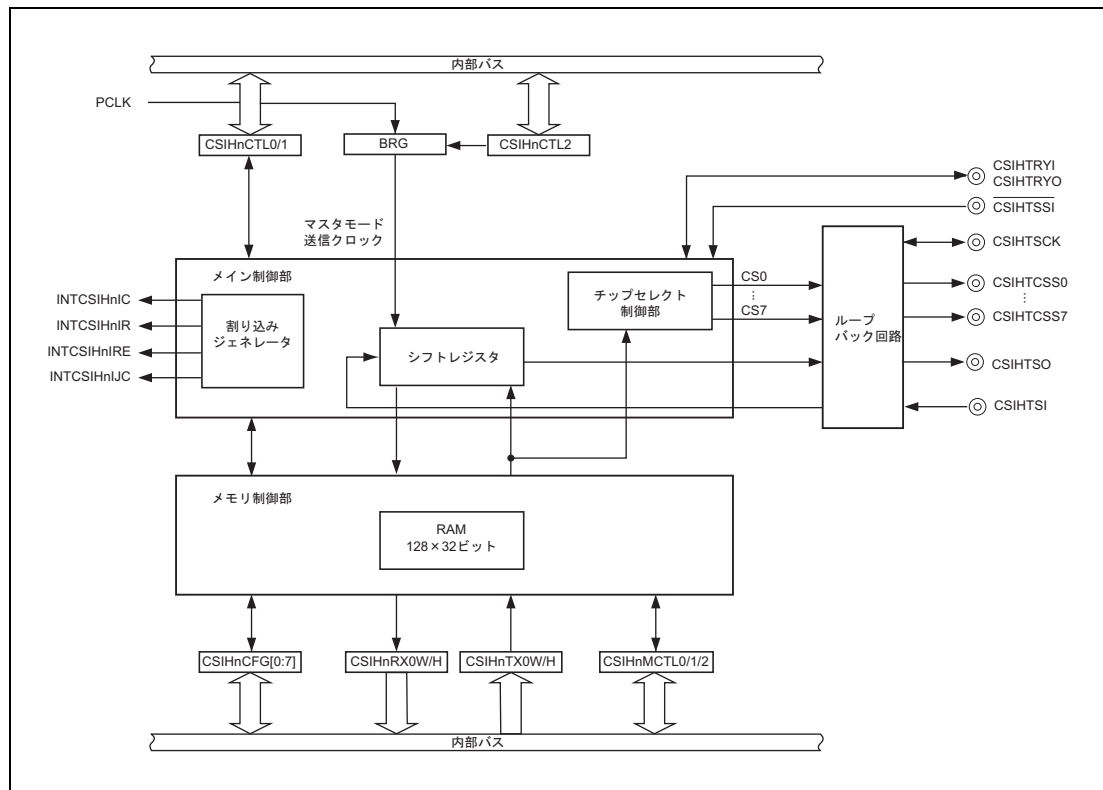 内部バス
PCLK
CSIHnCTL0/1
BRG
CSIHnCTL2
マスタモード
送信クロック
CSIHTRYI
CSIHTRYO
CSIHTSSI
CSIHTSCK
CSIHTCSS0
⋮
CSIHTCSS7
CSIHTSO
CSIHTSI
メイン制御部
チップセレクト
制御部
CS0
⋮
CS7
ループ
バック回路
INTCSIHnIC
INTCSIHnIR
INTCSIHnIRE
INTCSIHnIJC
割り込み
ジェネレータ
シフトレジスタ
メモリ制御部
RAM
128×32ビット
CSIHnCFG[0:7]
CSIHnRX0W/H
CSIHnTX0W/H
CSIHnMCTL0/1/2
内部バス